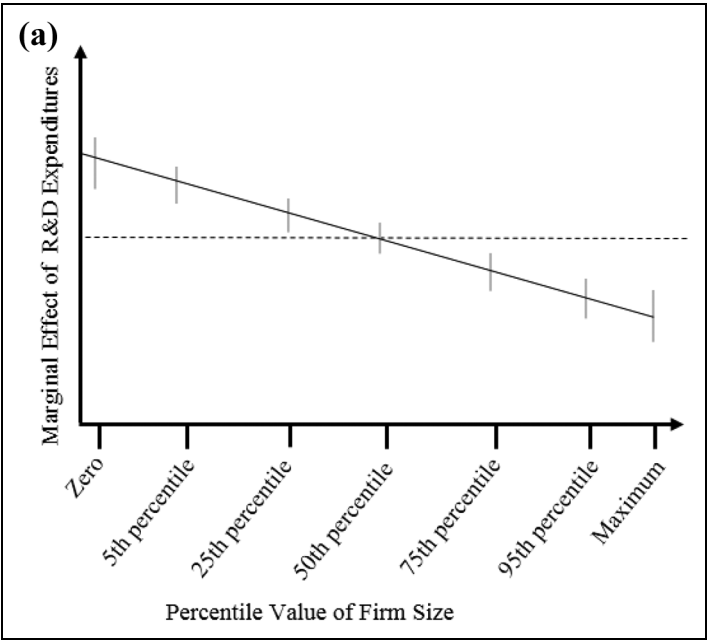 (a)
Marginal Effect of R&D Expenditures
Zero
5th percentile
25th percentile
50th percentile
75th percentile
95th percentile
Maximum
Percentile Value of Firm Size